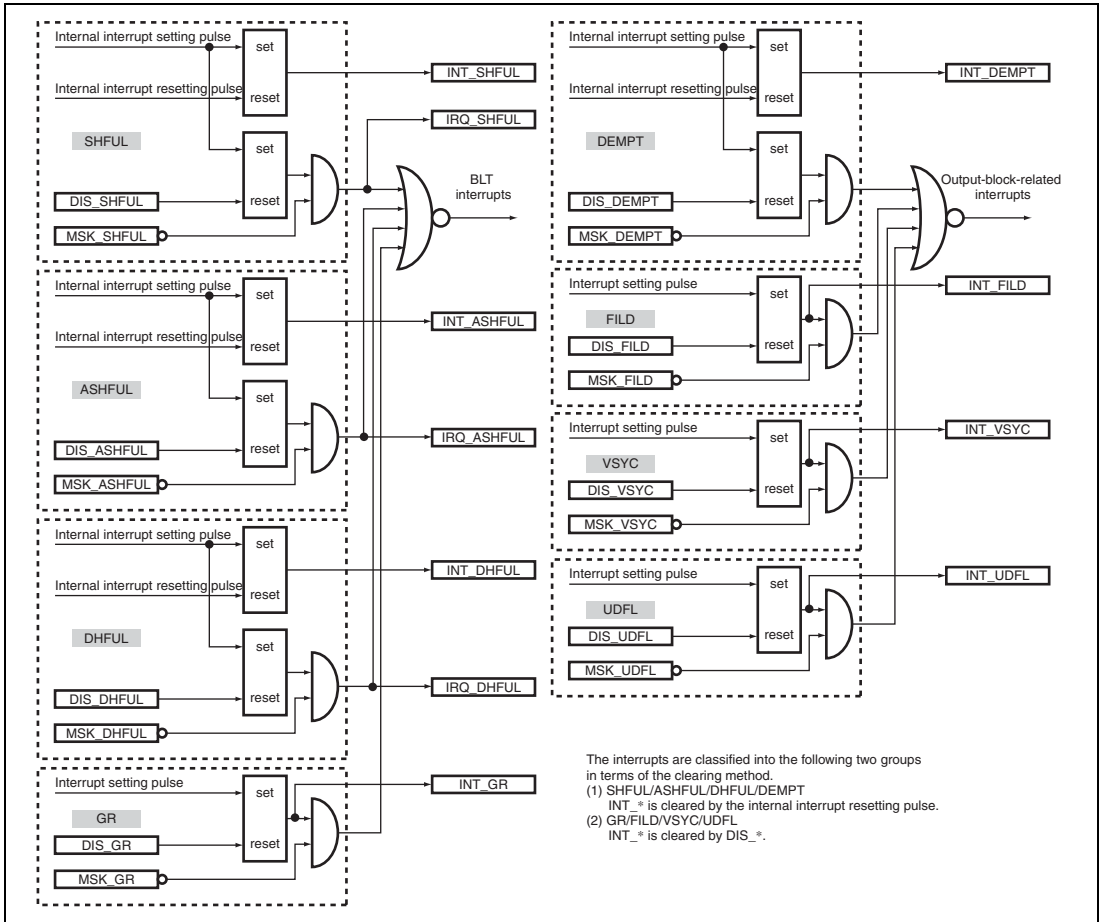 Internal interrupt setting pulse
set
Internal interrupt resetting pulse
reset
INT_SHFUL
IRQ_SHFUL
SHFUL
set
DIS_SHFUL
reset
MSK_SHFUL
BLT
interrupts
Internal interrupt setting pulse
set
Internal interrupt resetting pulse
reset
INT_ASHFUL
ASHFUL
set
DIS_ASHFUL
reset
MSK_ASHFUL
IRQ_ASHFUL
Internal interrupt setting pulse
set
Internal interrupt resetting pulse
reset
INT_DHFUL
DHFUL
set
DIS_DHFUL
reset
MSK_DHFUL
IRQ_DHFUL
Interrupt setting pulse
set
GR
DIS_GR
reset
MSK_GR
INT_GR
Internal interrupt setting pulse
set
Internal interrupt resetting pulse
reset
INT_DEMPT
DEMPT
set
DIS_DEMPT
reset
MSK_DEMPT
Output-block-related
interrupts
Interrupt setting pulse
set
FILD
DIS_FILD
reset
MSK_FILD
INT_FILD
Interrupt setting pulse
set
VSYC
DIS_VSYC
reset
MSK_VSYC
INT_VSYC
Interrupt setting pulse
set
UDFL
DIS_UDFL
reset
MSK_UDFL
INT_UDFL
The interrupts are classified into the following two groups
in terms of the clearing method.
(1) SHFUL/ASHFUL/DHFUL/DEMPT
INT_* is cleared by the internal interrupt resetting pulse.
(2) GR/FILD/VSYC/UDFL
INT_* is cleared by DIS_*.